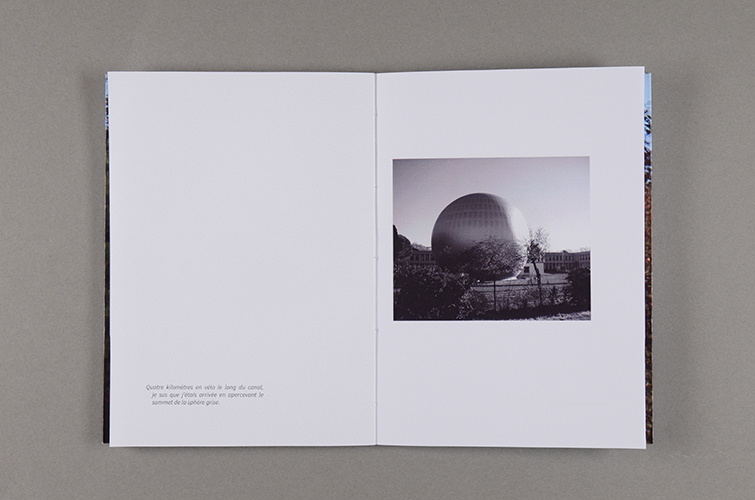 Quatre kilomètres en vélo le long du canal,
je sus que j'étais arrivée en apercevant le
sommet de la sphère grise.